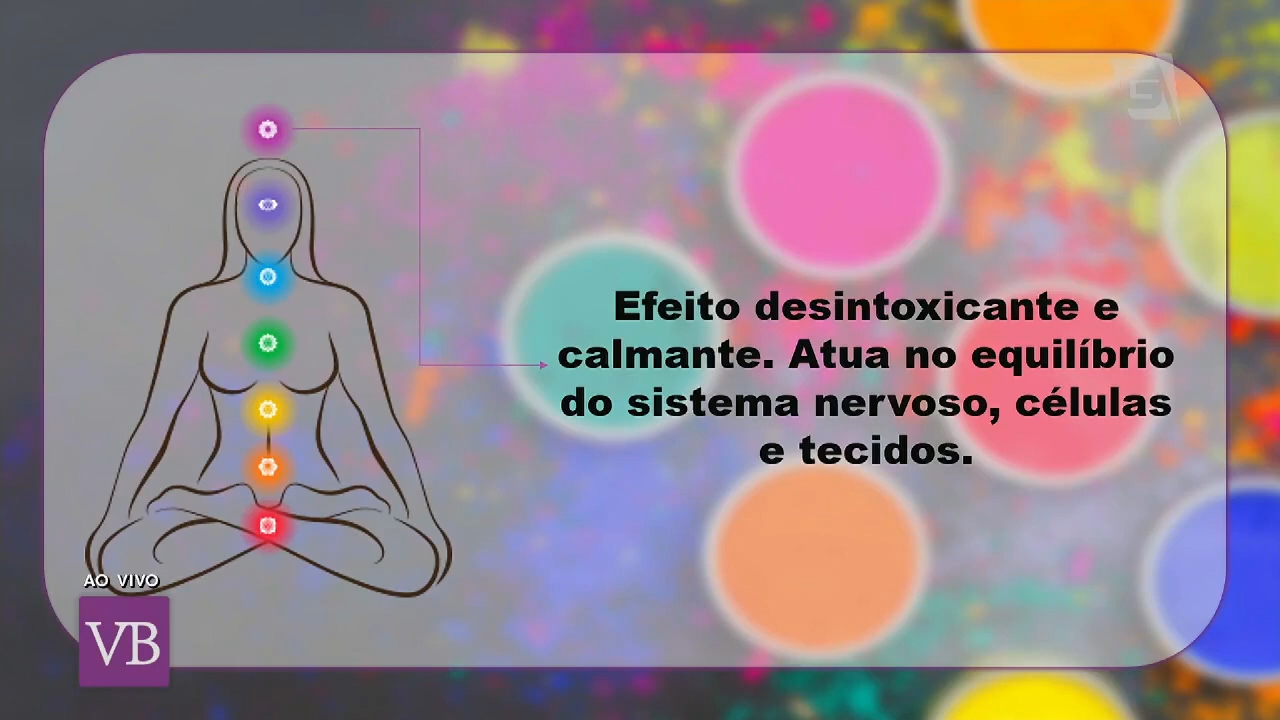 Efeito desintoxicante e
calmante. Atua no equilíbrio
do sistema nervoso, células
e tecidos.
AO VIVO
VB